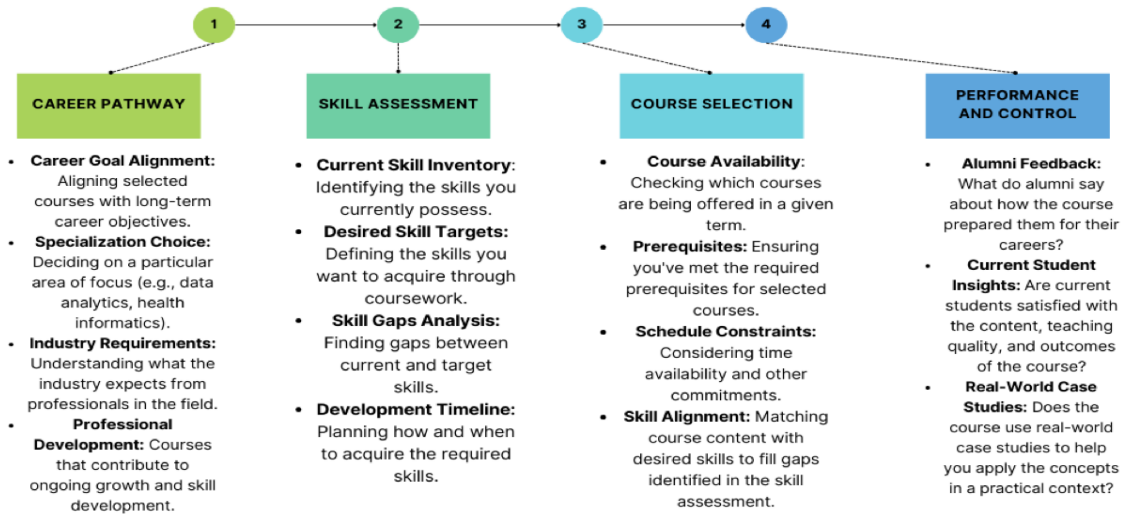 1
2
3
4
CAREER PATHWAY
• Career Goal Alignment:
Aligning selected
courses with long-term
career objectives.
• Specialization Choice:
Deciding on a particular
area of focus (e.g., data
analytics, health
informatics).
• Industry Requirements:
Understanding what the
industry expects from
professionals in the field.
• Professional
Development: Courses
that contribute to
ongoing growth and skill
development.
SKILL ASSESSMENT
• Current Skill Inventory:
Identifying the skills you
currently possess.
• Desired Skill Targets:
Defining the skills you
want to acquire through
coursework.
• Skill Gaps Analysis:
Finding gaps between
current and target
skills.
• Development Timeline:
Planning how and when
to acquire the required
skills.
COURSE SELECTION
• Course Availability:
Checking which courses
are being offered in a given
term.
• Prerequisites: Ensuring
you've met the required
prerequisites for selected
courses.
• Schedule Constraints:
Considering time
availability and other
commitments.
• Skill Alignment: Matching
course content with
desired skills to fill gaps
identified in the skill
assessment.
PERFORMANCE
AND CONTROL
• Alumni Feedback:
What do alumni say
about how the course
prepared them for their
careers?
• Current Student
Insights: Are current
students satisfied with
the content, teaching
quality, and outcomes
of the course?
• Real-World Case
Studies: Does the
course use real-world
case studies to help
you apply the concepts
in a practical context?